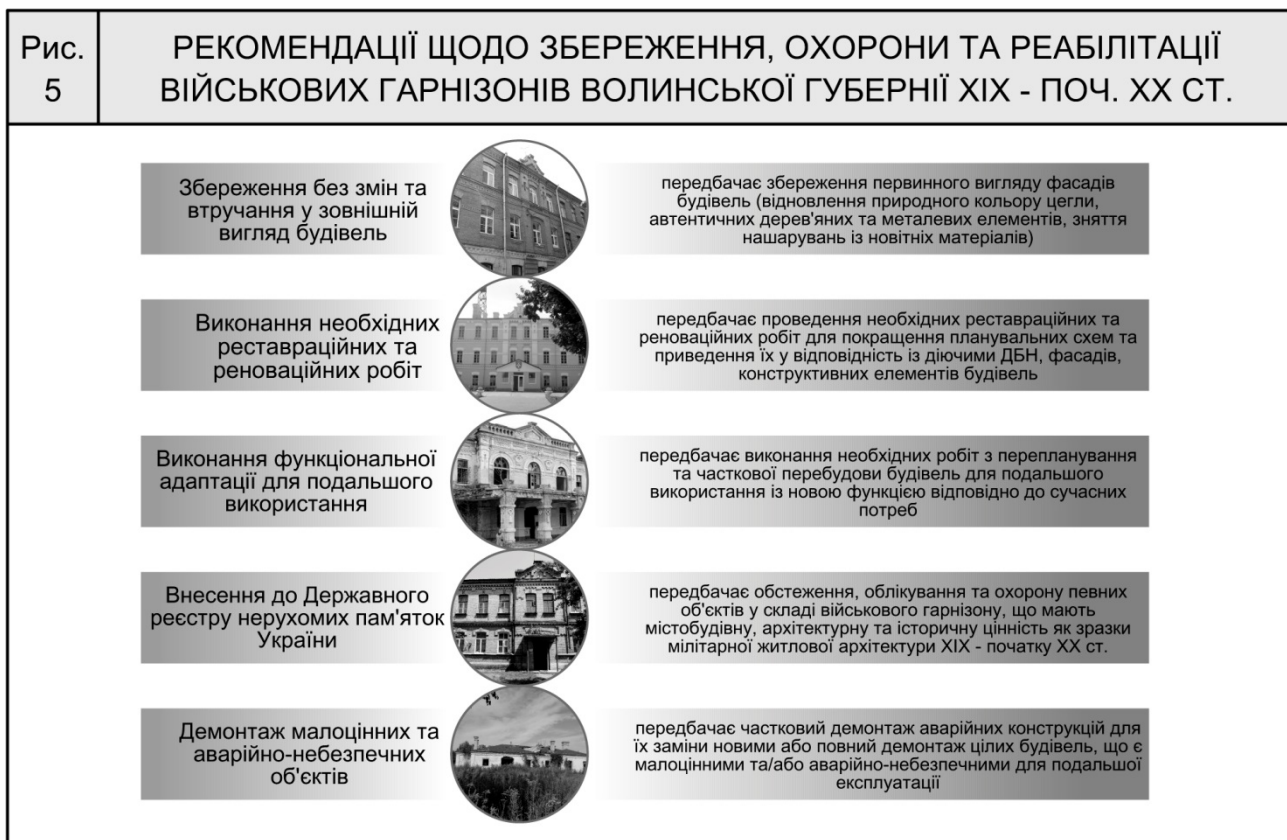 Рис.
5
РЕКОМЕНДАЦІЇ ЩОДО ЗБЕРЕЖЕННЯ, ОХОРОНИ ТА РЕАБІЛІТАЦІЇ
ВІЙСЬКОВИХ ГАРНІЗОНІВ ВОЛИНСЬКОЇ ГУБЕРНІЇ ХІХ - ПОЧ. ХХ СТ.
Збереження без змін та
втручання у зовнішній
вигляд будівель
передбачає збереження первинного вигляду фасадів
будівель (відновлення природного кольору цегли,
автентичних дерев'яних та металевих елементів, зняття
нашарувань із новітніх матеріалів)
Виконання необхідних
реставраційних та
реноваційних робіт
передбачає проведення необхідних реставраційних та
реноваційних робіт для покращення планувальних схем та
приведення їх у відповідність із діючими ДБН, фасадів,
конструктивних елементів будівель
Виконання функціональної
адаптації для подальшого
використання
передбачає виконання необхідних робіт з перепланування
та часткової перебудови будівель для подальшого
використання із новою функцією відповідно до сучасних
потреб
Внесення до Державного
реєстру нерухомих пам'яток
України
передбачає обстеження, облікування та охорону певних
об'єктів у складі військового гарнізону, що мають
містобудівну, архітектурну та історичну цінність як зразки
мілітарної житлової архітектури ХІХ - початку ХХ ст.
Демонтаж малоцінних та
аварійно-небезпечних
об'єктів
передбачає частковий демонтаж аварійних конструкцій для
їх заміни новими або повний демонтаж цілих будівель, що є
малоцінними та/або аварійно-небезпечними для подальшої
експлуатації